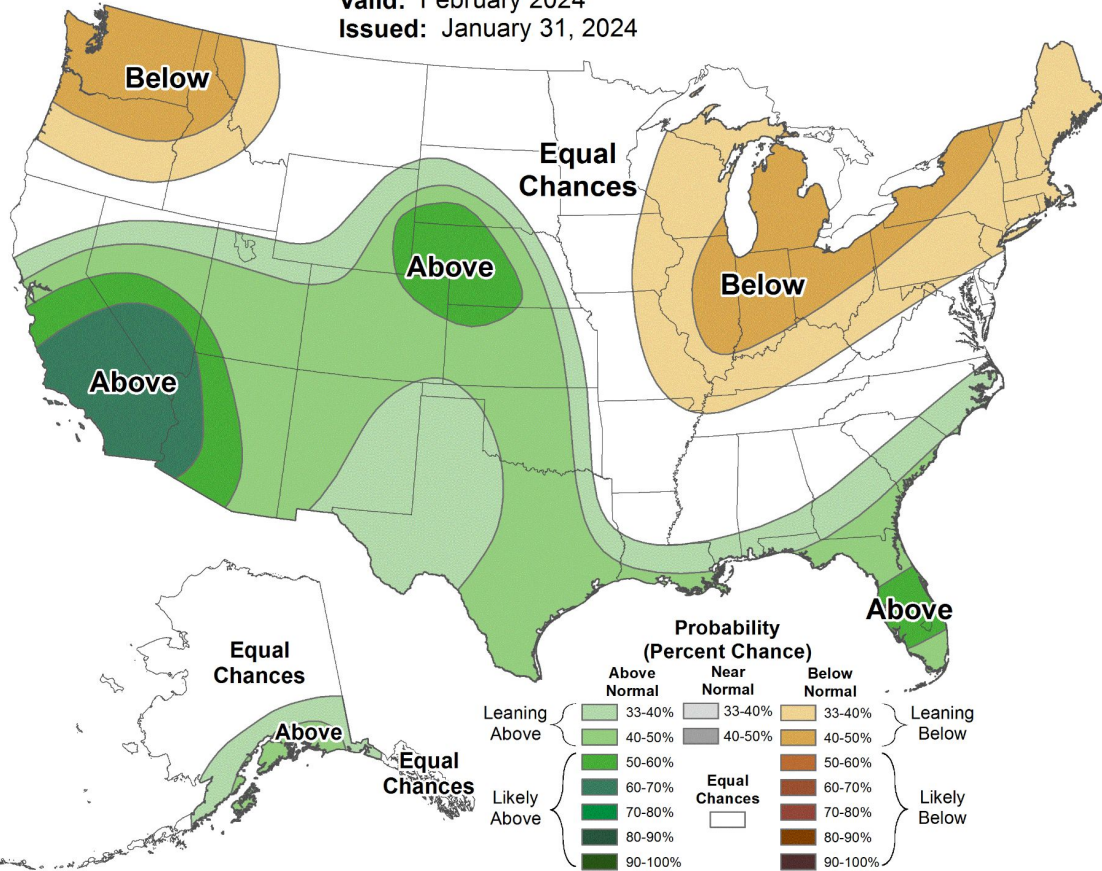 Valid: February 2024
Issued: January 31, 2024
Below
Equal
Chances
Above
Below
Above
Above
Equal
Chances
Above
Equal
Chances
Probability
(Percent Chance)
Above
Normal
Near
Normal
Below
Normal
Leaning
Above
33-40% 33-40% 33-40%
40-50% 40-50% 40-50%
Leaning
Below
Likely
Above
50-60% 50-60%
60-70% 60-70%
70-80% 70-80%
80-90% 80-90%
90-100% 90-100%
Equal
Chances
Likely
Below